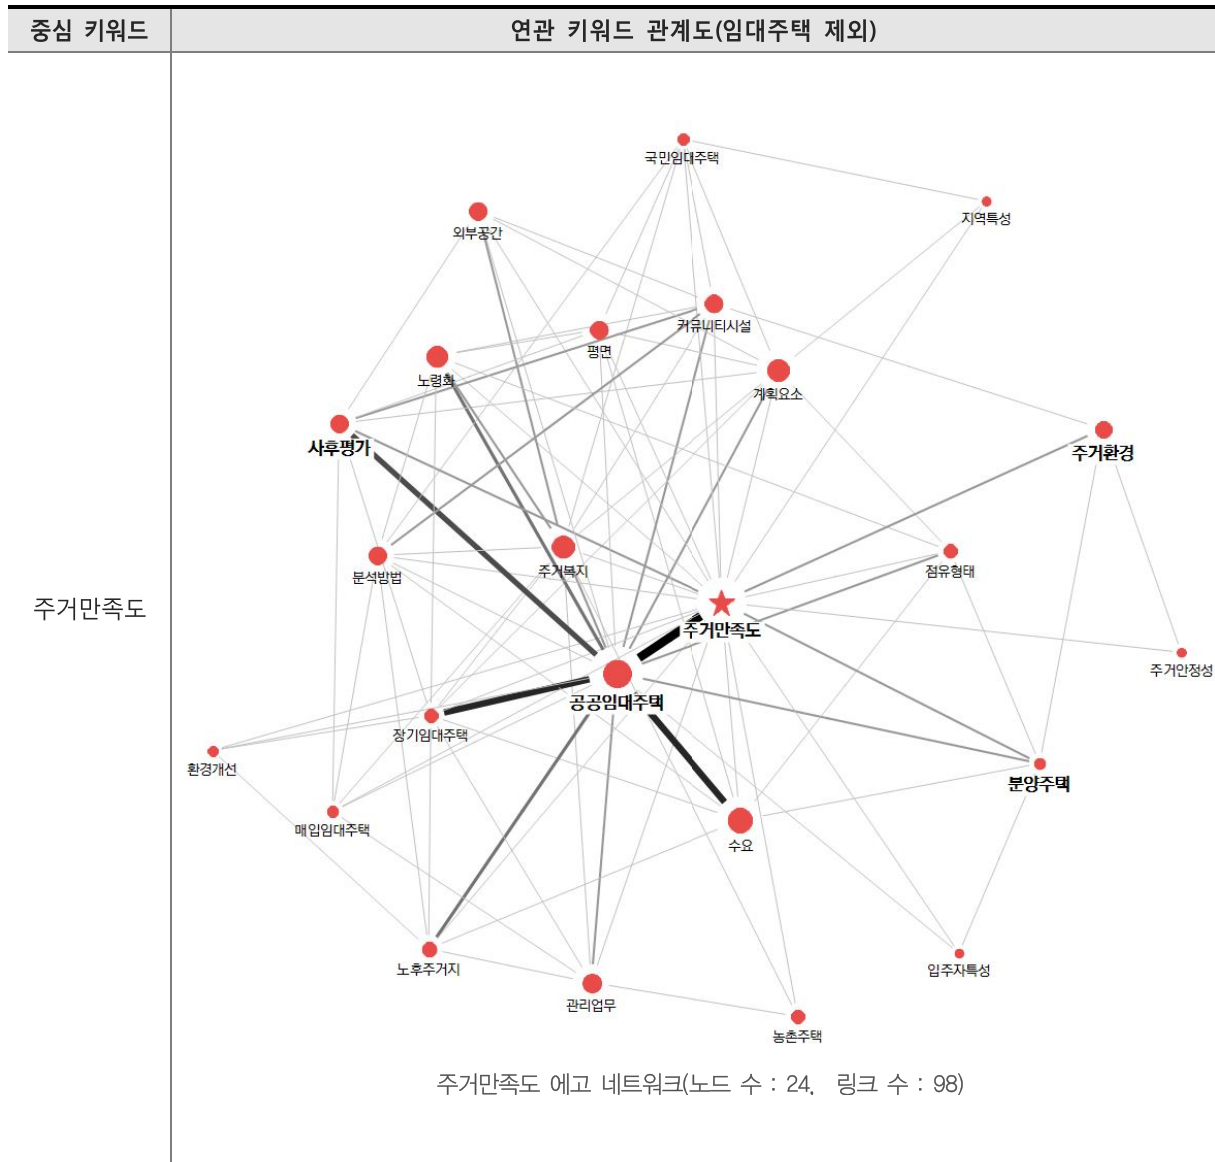 중심 키워드
연관 키워드 관계도(임대주택 제외)
주거만족도
국민임대주택
지역특성
외부공간
커뮤니티시설
평면
노령화
계획요소
사후평가
주거환경
주거복지
점유형태
분석방법
주거만족도
주거안정성
공공임대주택
장기임대주택
환경개선
분양주택
매입임대주택
수요
노후주거지
입주자특성
관리업무
농촌주택
주거만족도 에고 네트워크(노드 수 : 24, 링크 수 : 98)